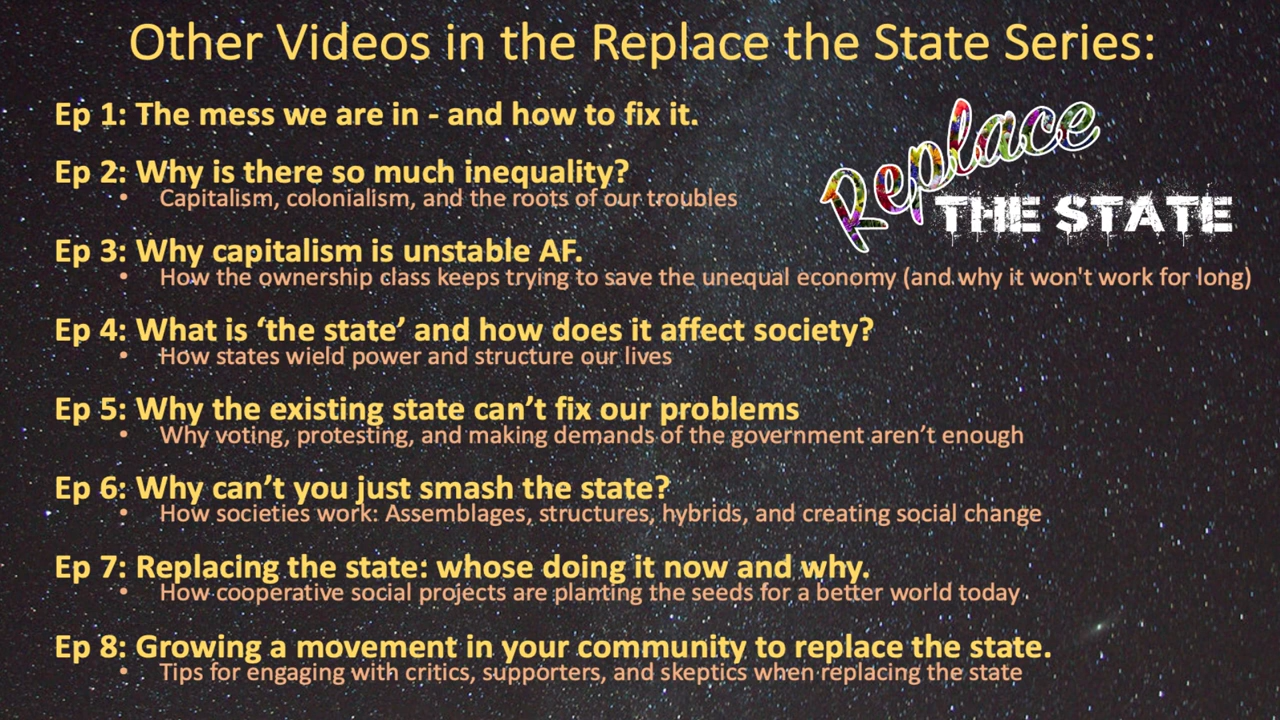 Other Videos in the Replace the State Series:
Ep 1: The mess we are in - and how to fix it.
Replace
THE STATE
Ep 2: Why is there so much inequality?
• Capitalism, colonialism, and the roots of our troubles
Ep 3: Why capitalism is unstable AF.
• How the ownership class keeps trying to save the unequal economy (and why it won't work for long)
Ep 4: What is ‘the state’ and how does it affect society?
• How states wield power and structure our lives
Ep 5: Why the existing state can’t fix our problems
• Why voting, protesting, and making demands of the government aren’t enough
Ep 6: Why can’t you just smash the state?
• How societies work: Assemblages, structures, hybrids, and creating social change
Ep 7: Replacing the state: whose doing it now and why.
• How cooperative social projects are planting the seeds for a better world today
Ep 8: Growing a movement in your community to replace the state.
• Tips for engaging with critics, supporters, and skeptics when replacing the state